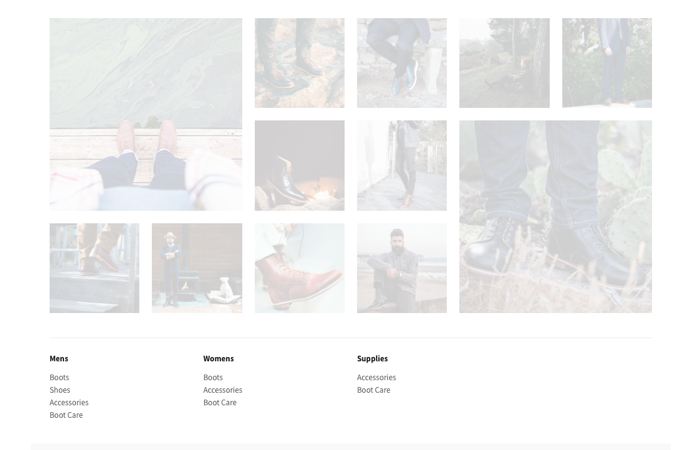 Mens
Boots
Shoes
Accessories
Boot Care
Womens
Boots
Accessories
Boot Care
Supplies
Accessories
Boot Care